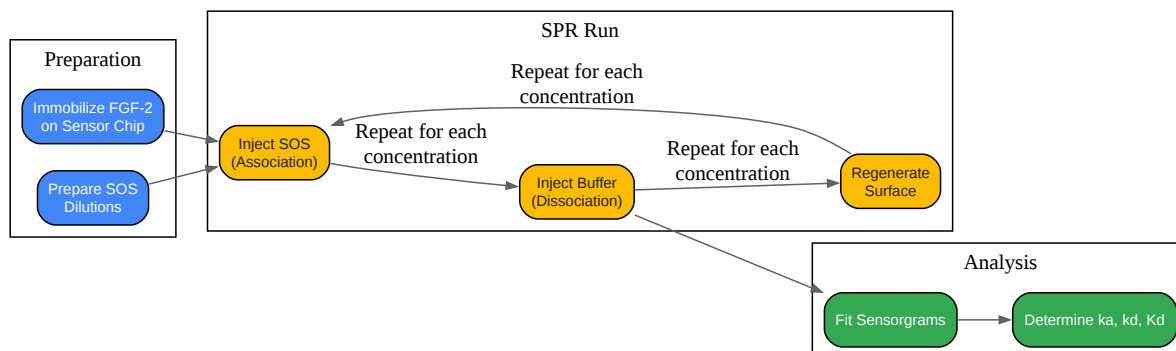 Preparation
Immobilize FGF-2
on Sensor Chip
Prepare SOS
Dilutions
SPR Run
Inject SOS
(Association)
Repeat for each
concentration
Inject Buffer
(Dissociation)
Repeat for each
concentration
Regenerate
Surface
Repeat for each
concentration
Analysis
Fit Sensorgrams
Determine ka, kd, Kd